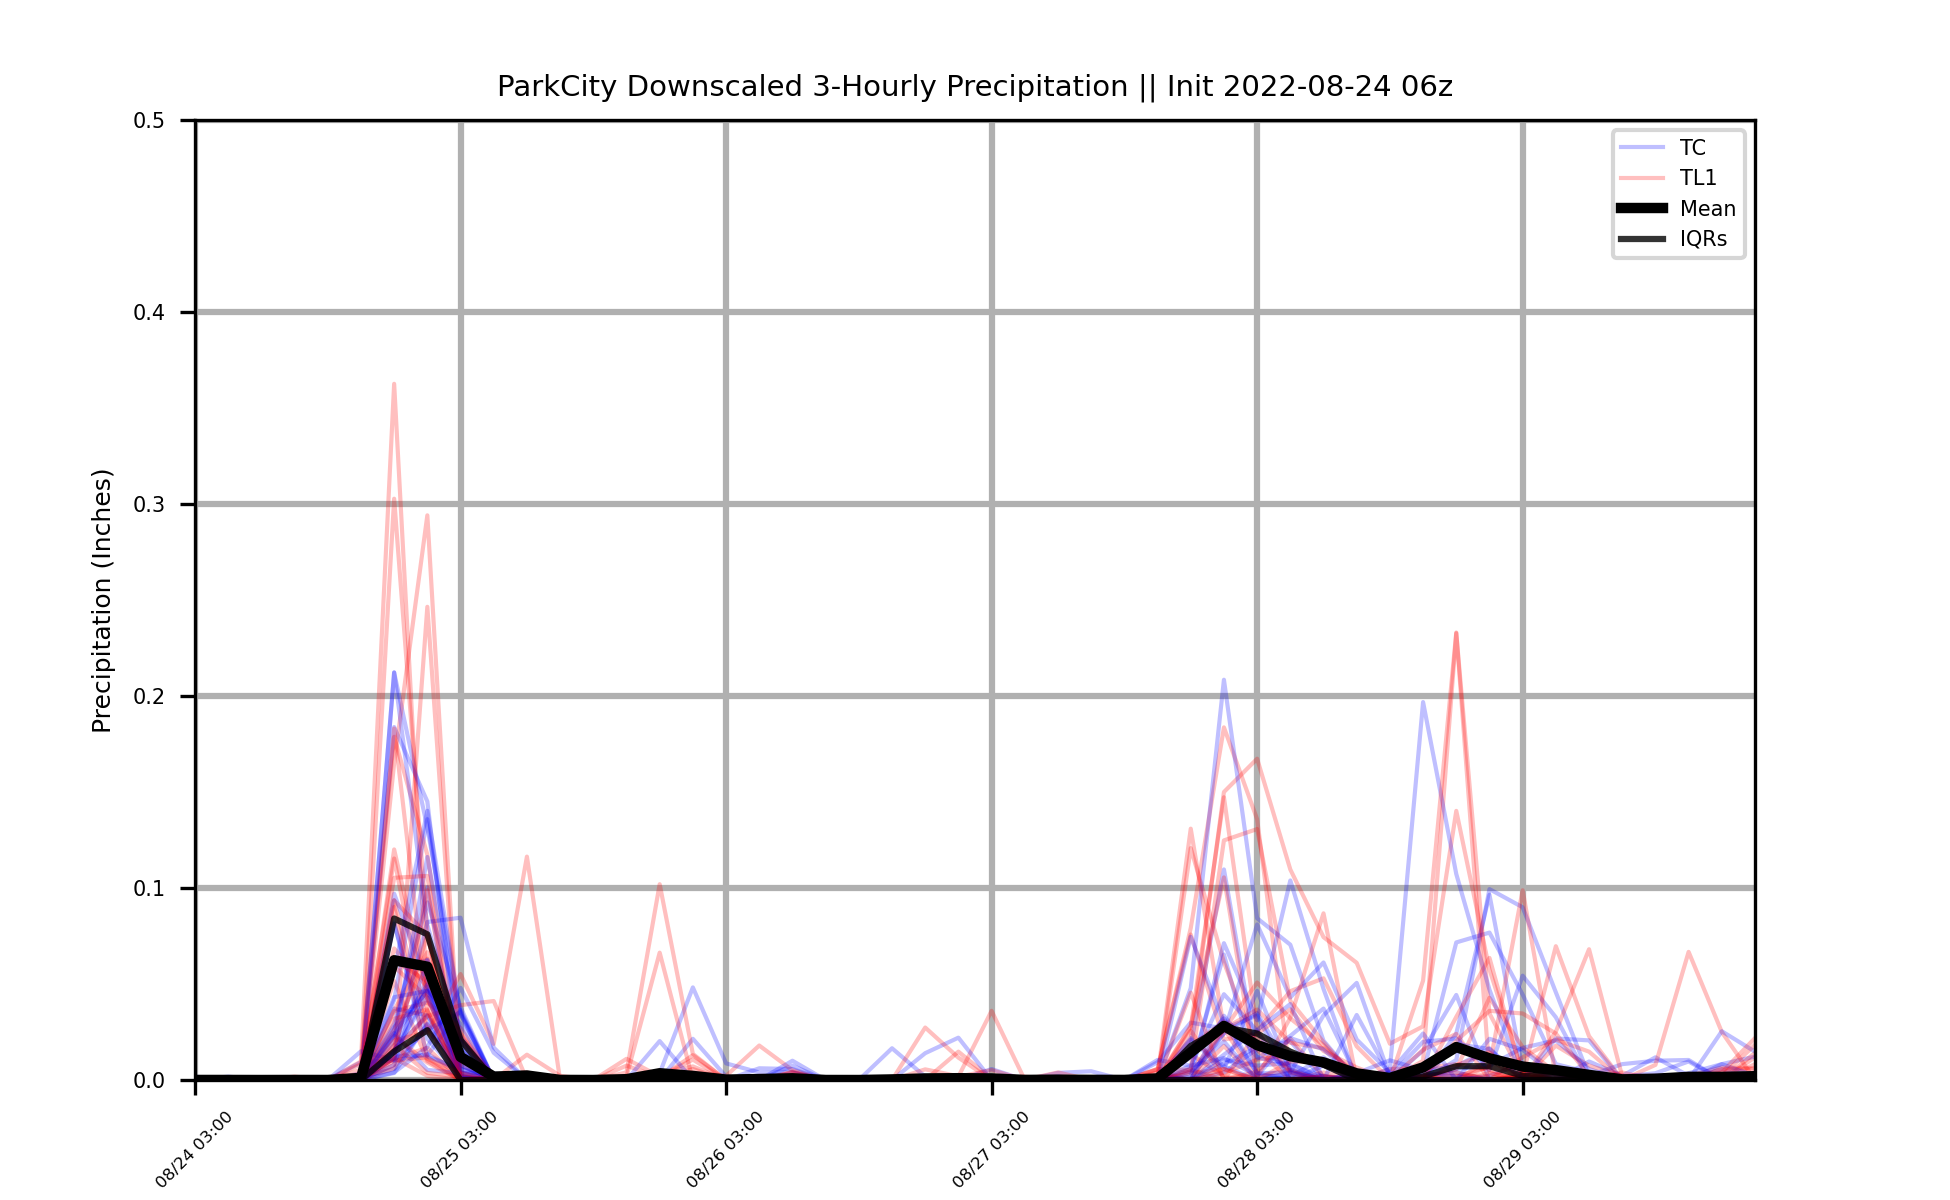 ParkCity Downscaled 3-Hourly Precipitation || Init 2022-08-24 06z
0.5
0.4
0.3
0.2
0.1
0.0
Precipitation (Inches)
TC
TL1
Mean
IQRs
08/24 03:00
08/25 03:00
08/26 03:00
08/27 03:00
08/28 03:00
08/29 03:00